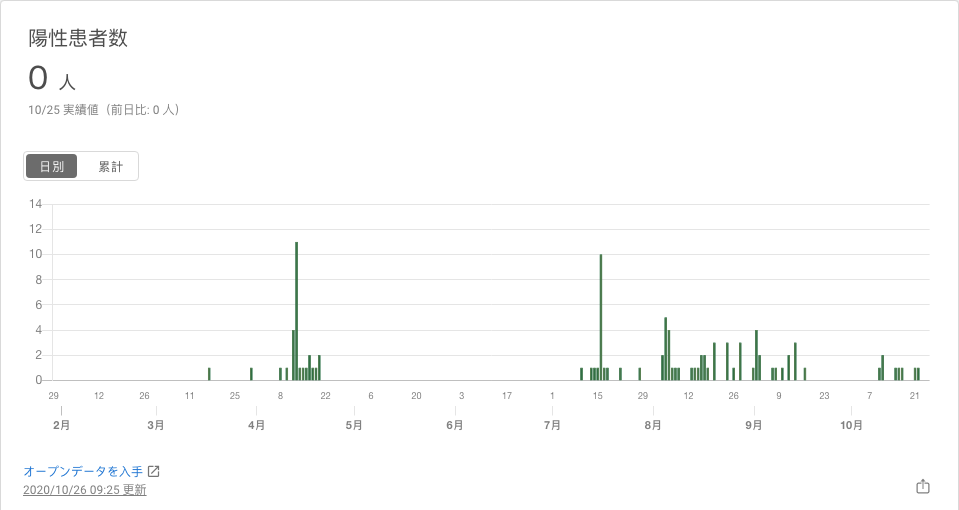 陽性患者数
0 人
10/25 実績値（前日比: 0 人）
日別 累計
14
12
10
8
6
4
2
0
29 12 26 11 25 8 22 6 20 3 17 1 15 29 12 26 9 23 7 21
2月 3月 4月 5月 6月 7月 8月 9月 10月
オープンデータを入手
2020/10/26 09:25 更新